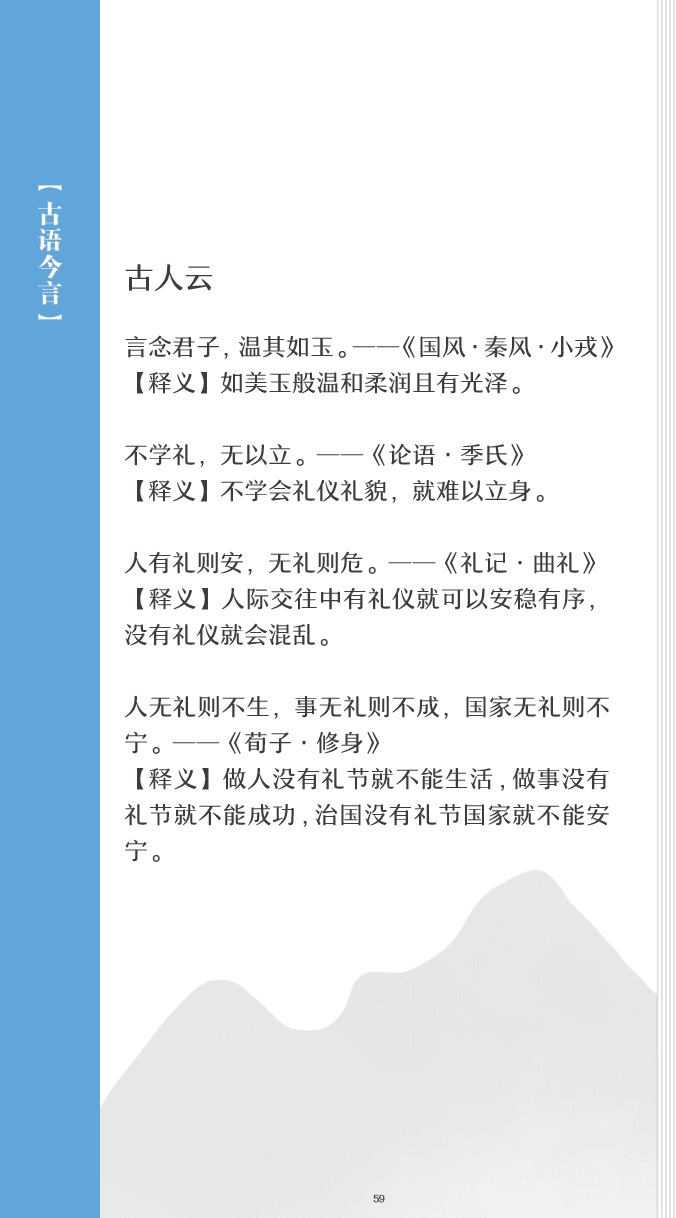 【古语今言】
古人云
言念君子，温其如玉。——《国风·秦风·小戎》
【释义】如美玉般温和柔润且有光泽。
不学礼，无以立。——《论语·季氏》
【释义】不学会礼仪礼貌，就难以立身。
人有礼则安，无礼则危。——《礼记·曲礼》
【释义】人际交往中有礼仪就可以安稳有序，
没有礼仪就会混乱。
人无礼则不生，事无礼则不成，国家无礼则不
宁。——《荀子·修身》
【释义】做人没有礼节就不能生活，做事没有
礼节就不能成功，治国没有礼节国家就不能安
宁。
59